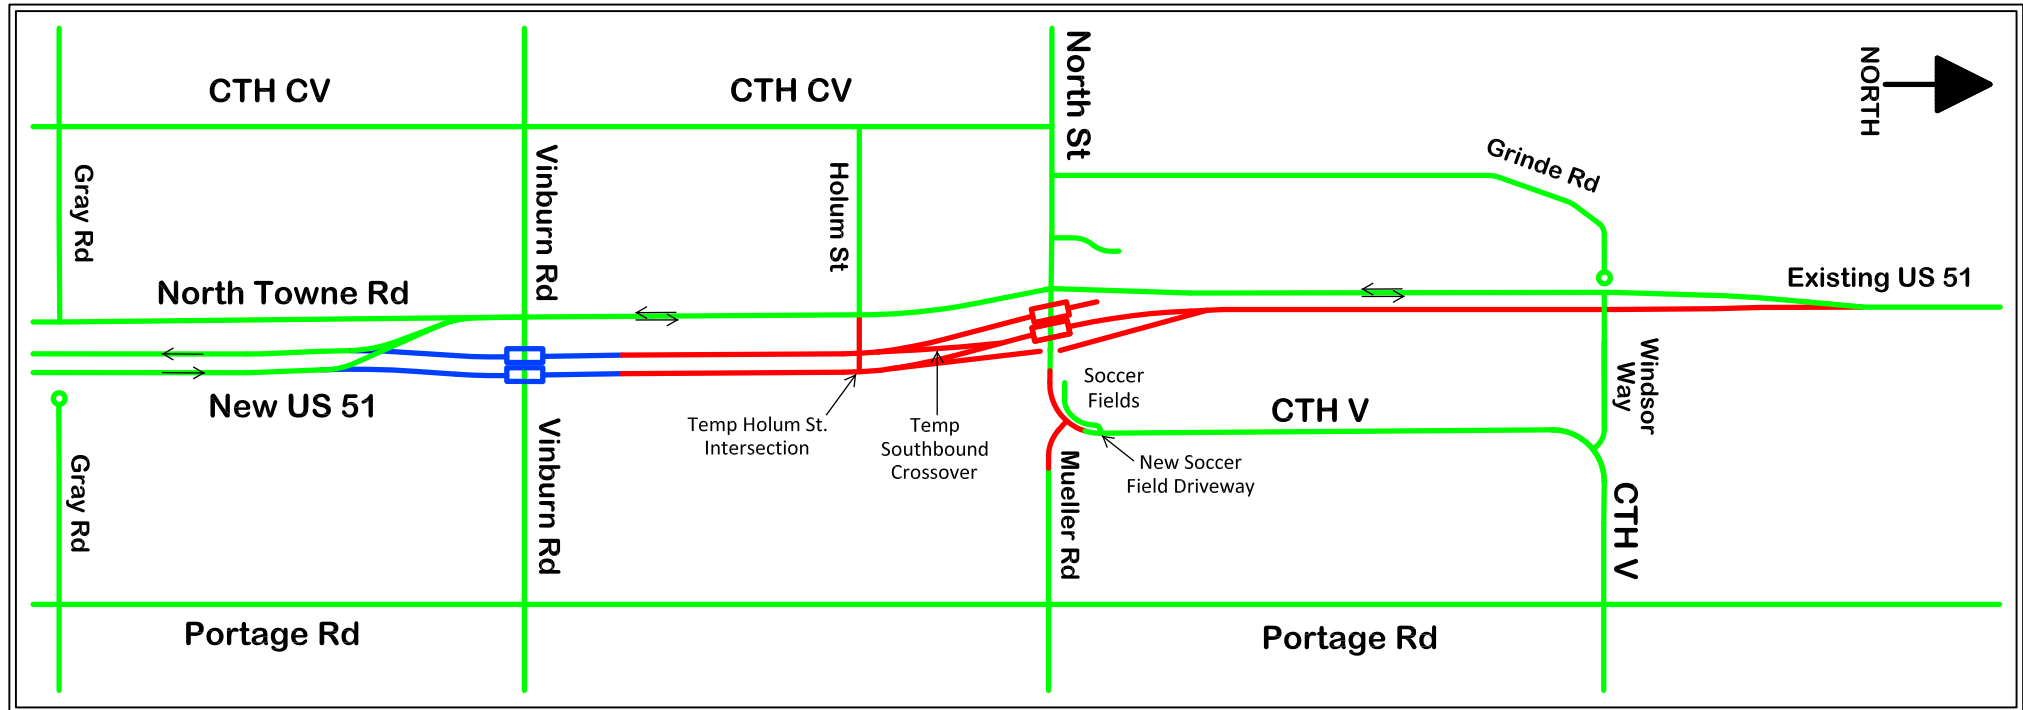 CTH CV
CTH CV
North St
NORTH
Gray Rd
Vinburn Rd
Holum St
Grinde Rd
North Towne Rd
Existing US 51
New US 51
Temp Holum St.
Intersection
Temp
Southbound
Crossover
Soccer
Fields
CTH V
Windsor
Way
New Soccer
Field Driveway
Gray Rd
Vinburn Rd
Mueller Rd
CTH V
Portage Rd
Portage Rd